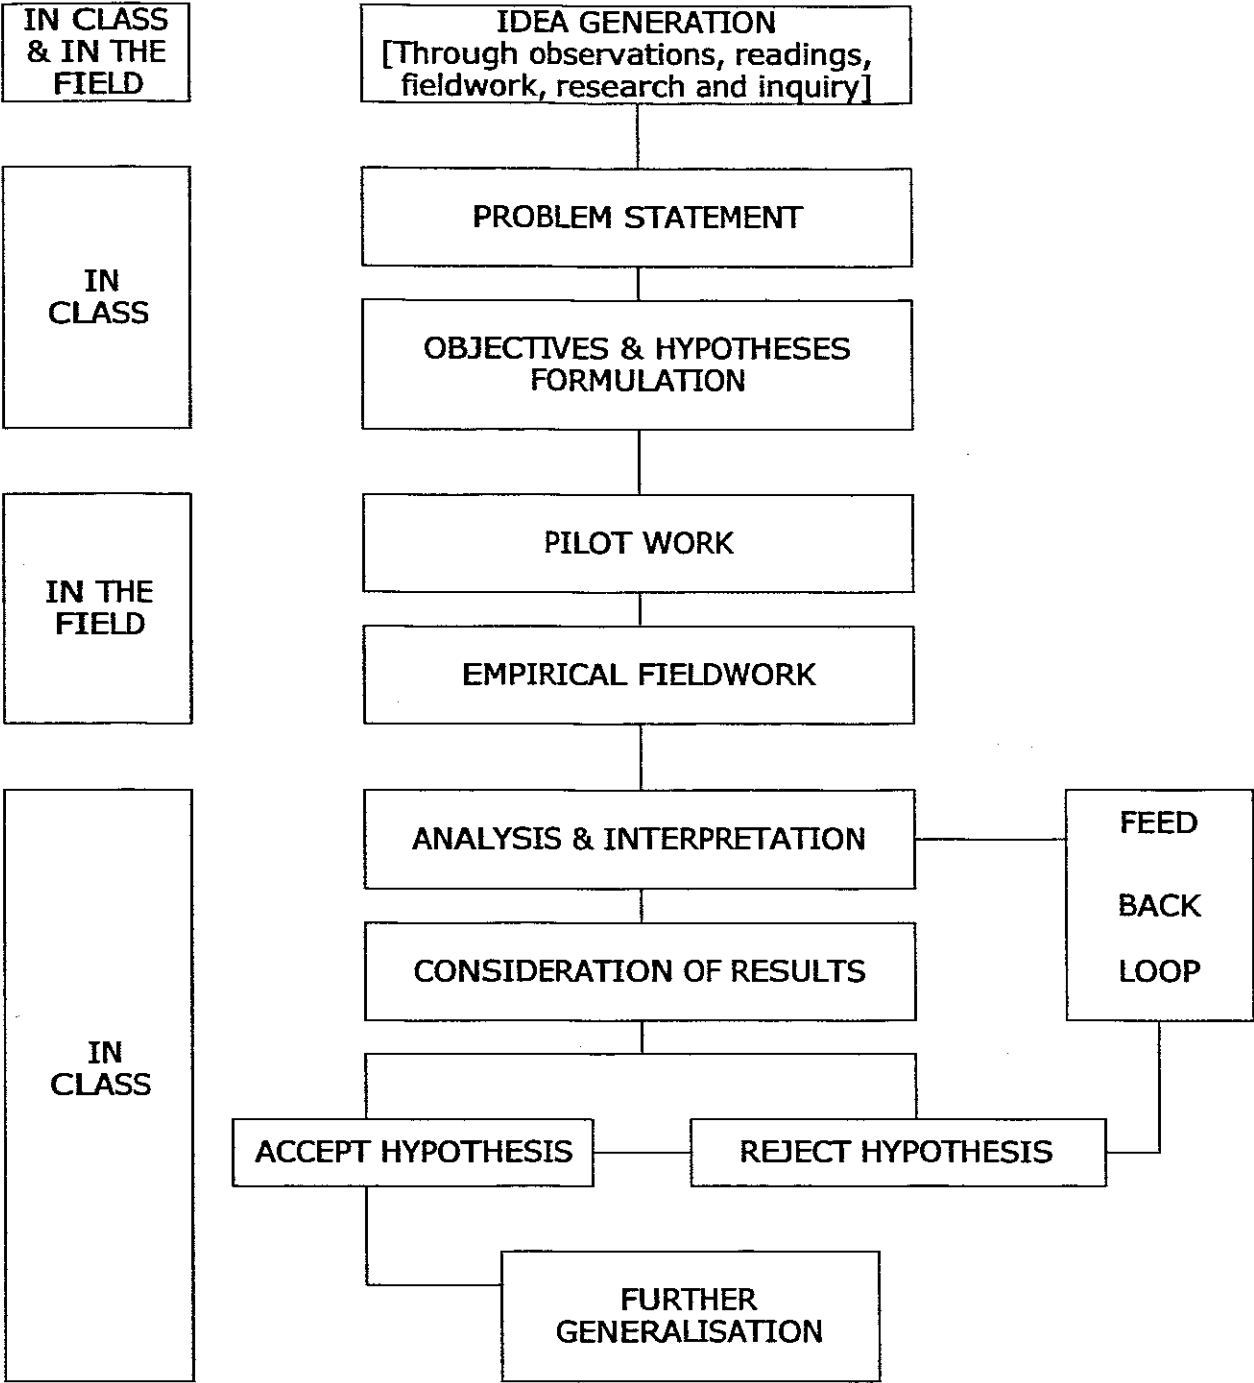 IN CLASS
& IN THE
FIELD
IDEA GENERATION
[Through observations, readings,
fieldwork, research and inquiry]
PROBLEM STATEMENT
IN
CLASS
OBJECTIVES & HYPOTHESES
FORMULATION
PILOT WORK
IN THE
FIELD
EMPIRICAL FIELDWORK
ANALYSIS & INTERPRETATION
FEED
BACK
LOOP
CONSIDERATION OF RESULTS
IN
CLASS
ACCEPT HYPOTHESIS
REJECT HYPOTHESIS
FURTHER
GENERALISATION